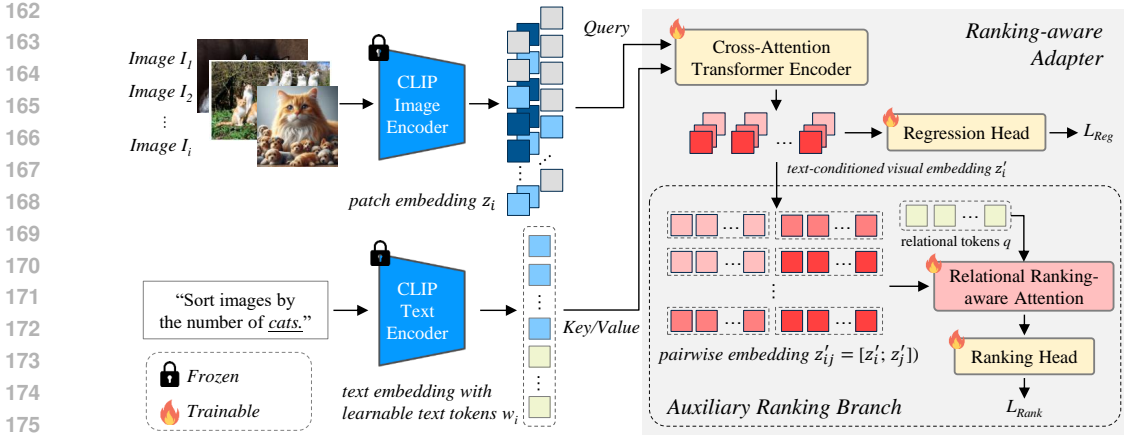 162
163
164
165
166
167
168
169
170
171
172
173
174
175
Image I1
Image I2
⋮
Image Ii
CLIP
Image
Encoder
patch embedding zi
“Sort images by
the number of cats.”
CLIP
Text
Encoder
text embedding with
learnable text tokens wi
Frozen
Trainable
Query
Key/Value
Ranking-aware
Adapter
Cross-Attention
Transformer Encoder
Regression Head
LReg
text-conditioned visual embedding z′i
relational tokens q
Relational Ranking-
aware Attention
pairwise embedding z′ij = [z′i; z′j])
Ranking Head
LRank
Auxiliary Ranking Branch